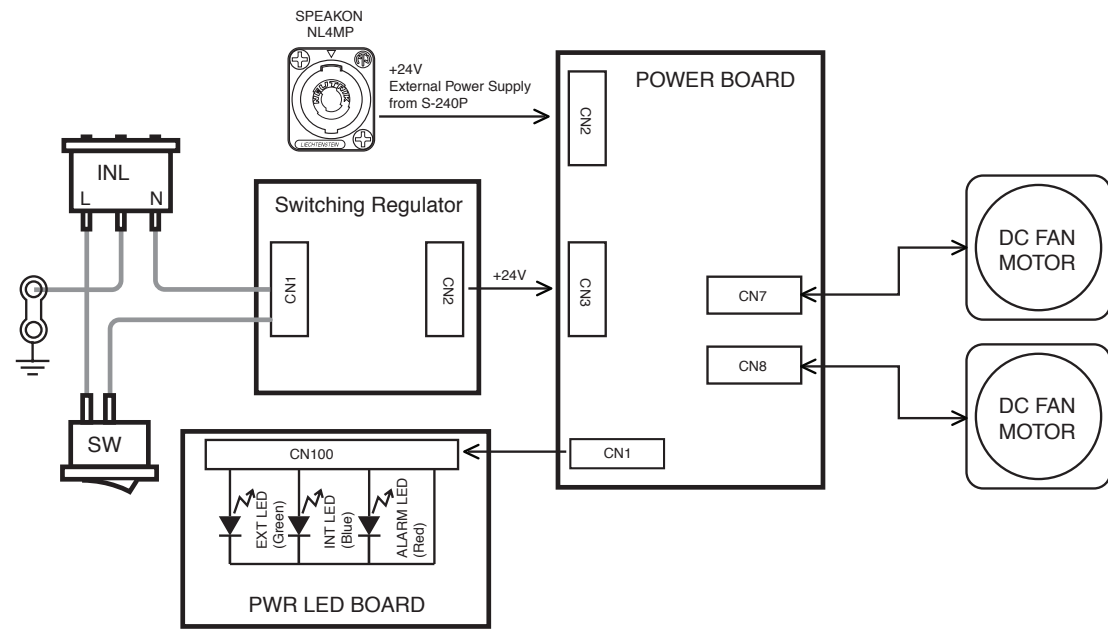 SPEAKON
NL4MP
NEUTRIK
LIECHTENSTEIN
+24V
External Power Supply
from S-240P
POWER BOARD
CN2
INL
L
N
Switching Regulator
CN1
CN2
+24V
CN3
CN7
CN8
DC FAN
MOTOR
DC FAN
MOTOR
SW
CN100
CN1
EXT LED
(Green)
INT LED
(Blue)
ALARM LED
(Red)
PWR LED BOARD